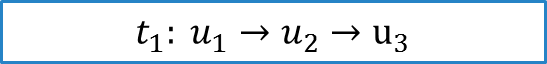 t₁: u₁ → u₂ → u₃